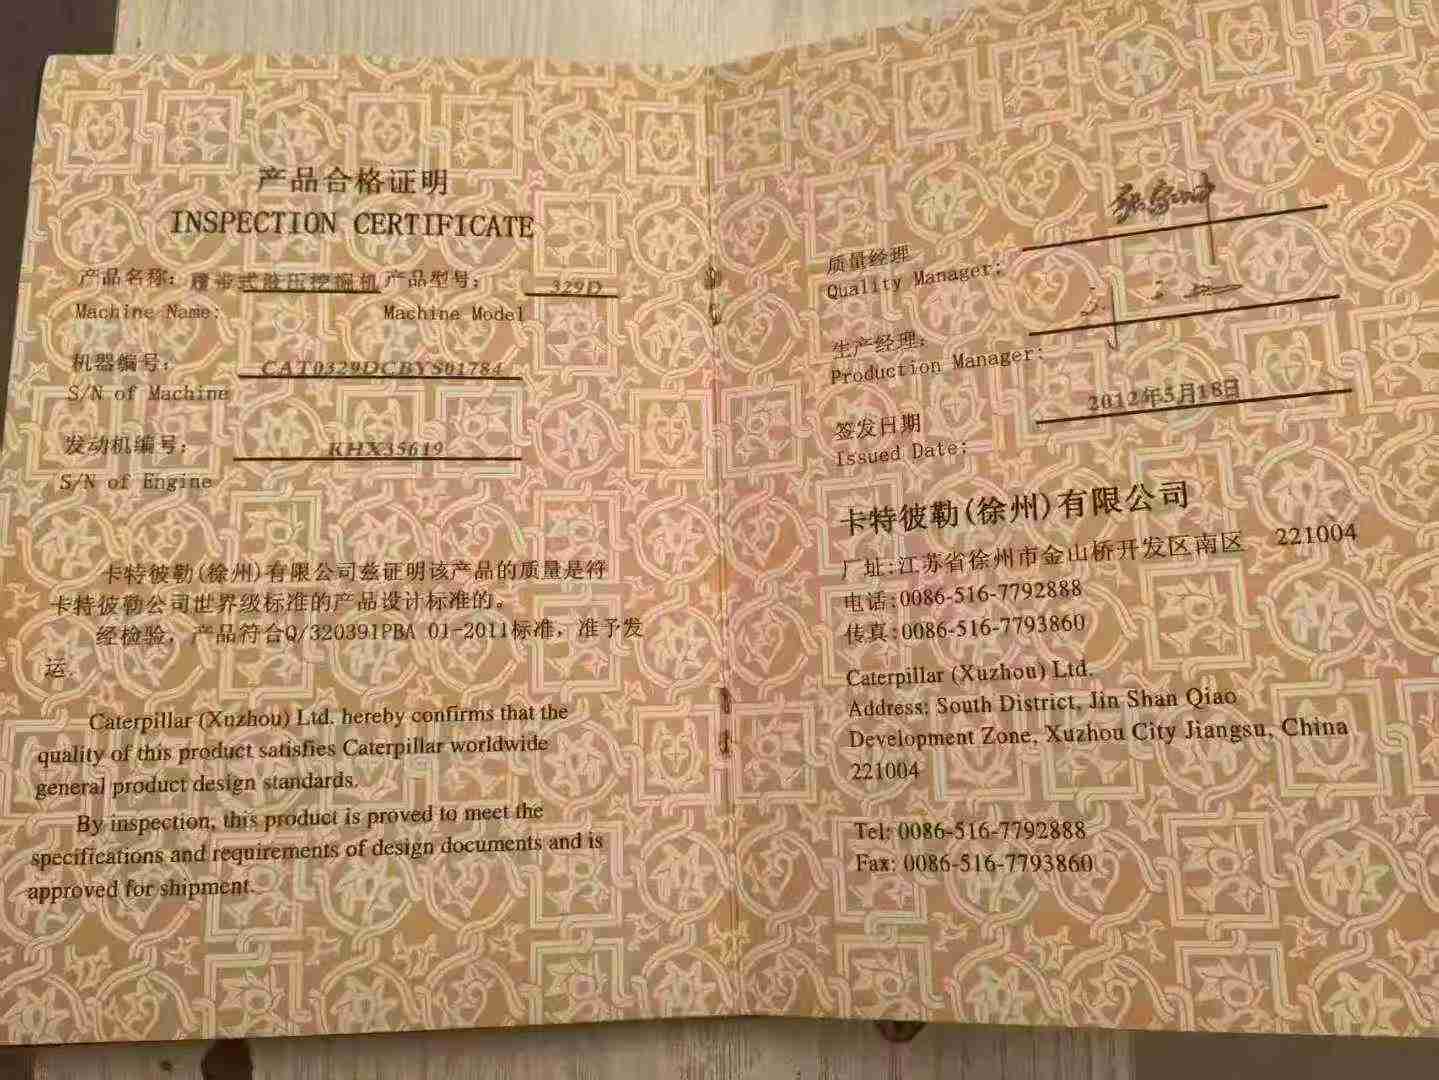 产品合格证明
INSPECTION CERTIFICATE
产品名称：履带式液压挖掘机 产品型号： 329D
Machine Name: Machine Model
机器编号： CAT0329DCBYS01784
S/N of Machine
发动机编号： KHX35619
S/N of Engine
卡特彼勒(徐州)有限公司兹证明该产品的质量是符
卡特彼勒公司世界级标准的产品设计标准的。
经检验，产品符合Q/320391PBA 01-2011标准，准予发
运。
Caterpillar (Xuzhou) Ltd. hereby confirms that the
quality of this product satisfies Caterpillar worldwide
general product design standards.
By inspection, this product is proved to meet the
specifications and requirements of design documents and is
approved for shipment.
质量经理
Quality Manager:
生产经理：
Production Manager:
签发日期 2012年5月18日
Issued Date:
卡特彼勒(徐州)有限公司
厂址:江苏省徐州市金山桥开发区南区 221004
电话:0086-516-7792888
传真:0086-516-7793860
Caterpillar (Xuzhou) Ltd.
Address: South District, Jin Shan Qiao
Development Zone, Xuzhou City Jiangsu, China
221004
Tel: 0086-516-7792888
Fax: 0086-516-7793860